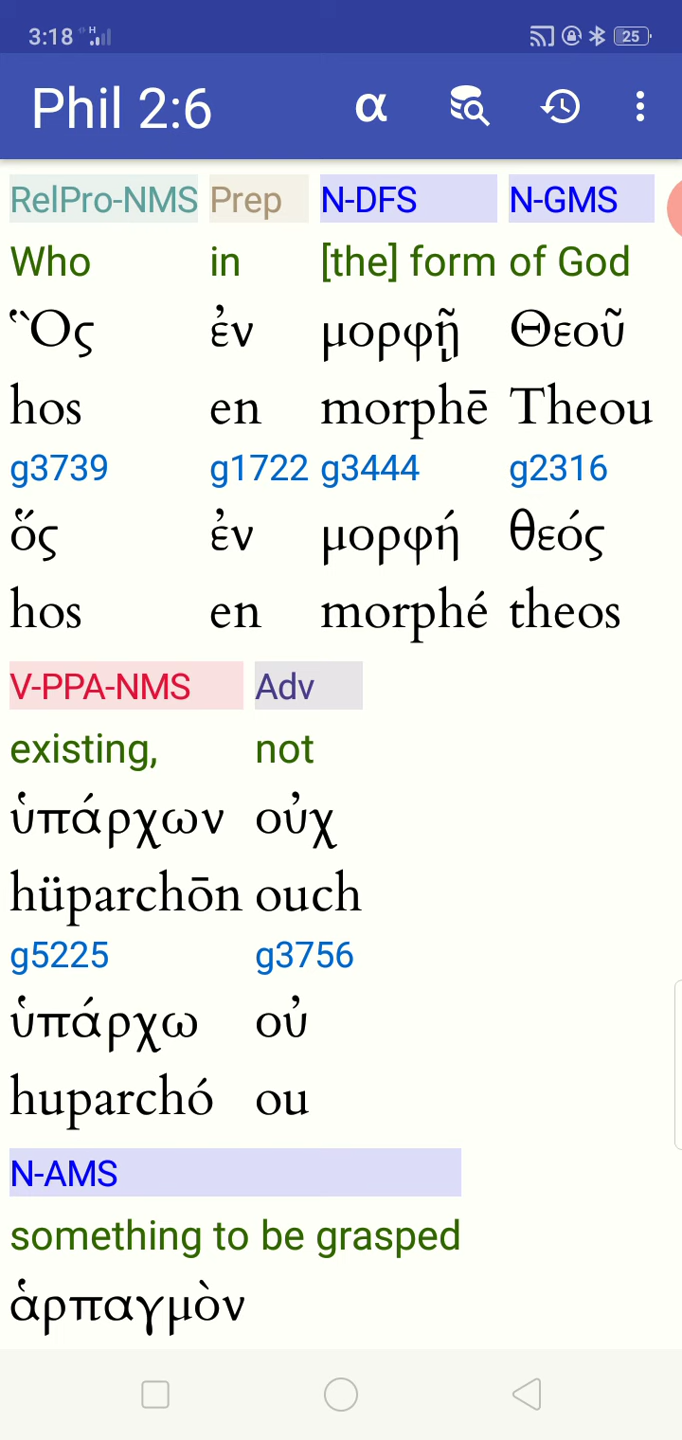 3:18 H 25
Phil 2:6 α
RelPro-NMS Prep N-DFS N-GMS
Who in [the] form of God
Ὃς ἐν μορφῇ Θεοῦ
hos en morphē Theou
g3739 g1722 g3444 g2316
ὅς ἐν μορφή θεός
hos en morphé theos
V-PPA-NMS Adv
existing, not
ὑπάρχων οὐχ
hüparchōn ouch
g5225 g3756
ὑπάρχω οὐ
huparchó ou
N-AMS
something to be grasped
ἁρπαγμὸν